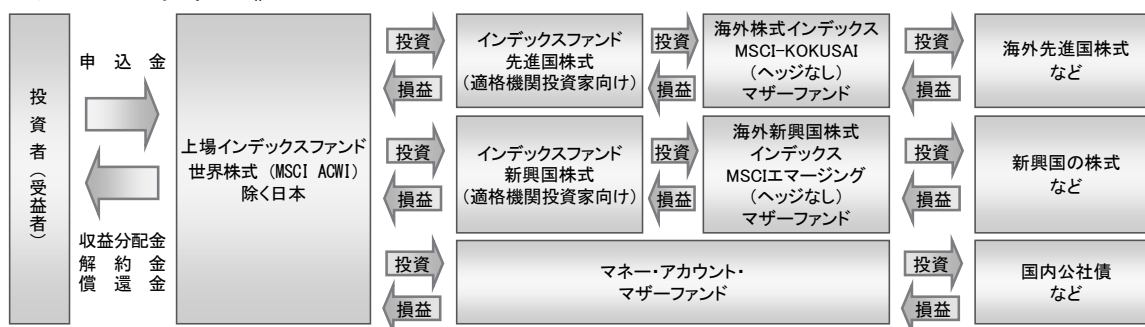 投資者（受益者）
申込金
収益分配金
解約金
償還金
上場インデックスファンド
世界株式（MSCI ACWI）
除く日本
投資
損益
インデックスファンド
先進国株式
（適格機関投資家向け）
投資
損益
海外株式インデックス
MSCI-KOKUSAI
（ヘッジなし）
マザーファンド
投資
損益
海外先進国株式
など
投資
損益
インデックスファンド
新興国株式
（適格機関投資家向け）
投資
損益
海外新興国株式
インデックス
MSCIエマージング
（ヘッジなし）
マザーファンド
投資
損益
新興国の株式
など
投資
損益
マネー・アカウント・
マザーファンド
投資
損益
国内公社債
など